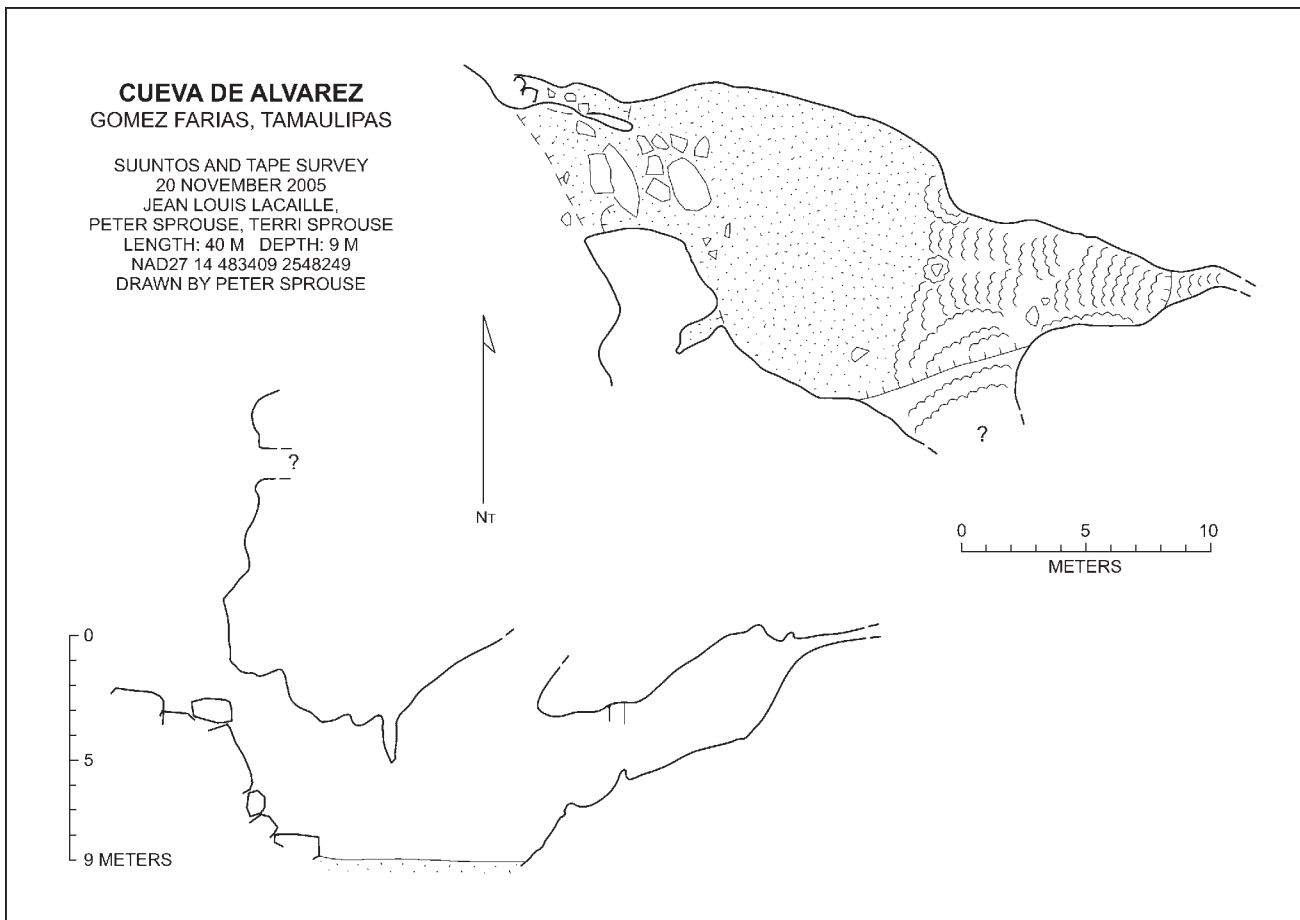 CUEVA DE ALVAREZ
GOMEZ FARIAS, TAMAULIPAS
SUUNTOS AND TAPE SURVEY
20 NOVEMBER 2005
JEAN LOUIS LACAILLE,
PETER SPROUSE, TERRI SPROUSE
LENGTH: 40 M DEPTH: 9 M
NAD27 14 483409 2548249
DRAWN BY PETER SPROUSE
?
?
NT
0 5 10
METERS
0
5
9 METERS